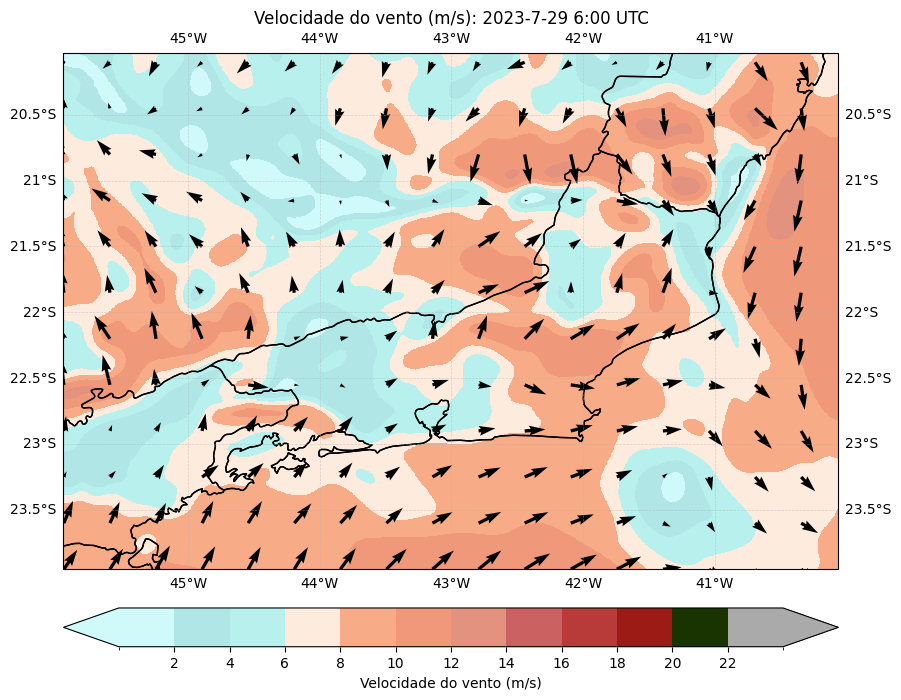 Velocidade do vento (m/s): 2023-7-29 6:00 UTC
45°W 44°W 43°W 42°W 41°W
20.5°S 20.5°S
21°S 21°S
21.5°S 21.5°S
22°S 22°S
22.5°S 22.5°S
23°S 23°S
23.5°S 23.5°S
45°W 44°W 43°W 42°W 41°W
2 4 6 8 10 12 14 16 18 20 22
Velocidade do vento (m/s)